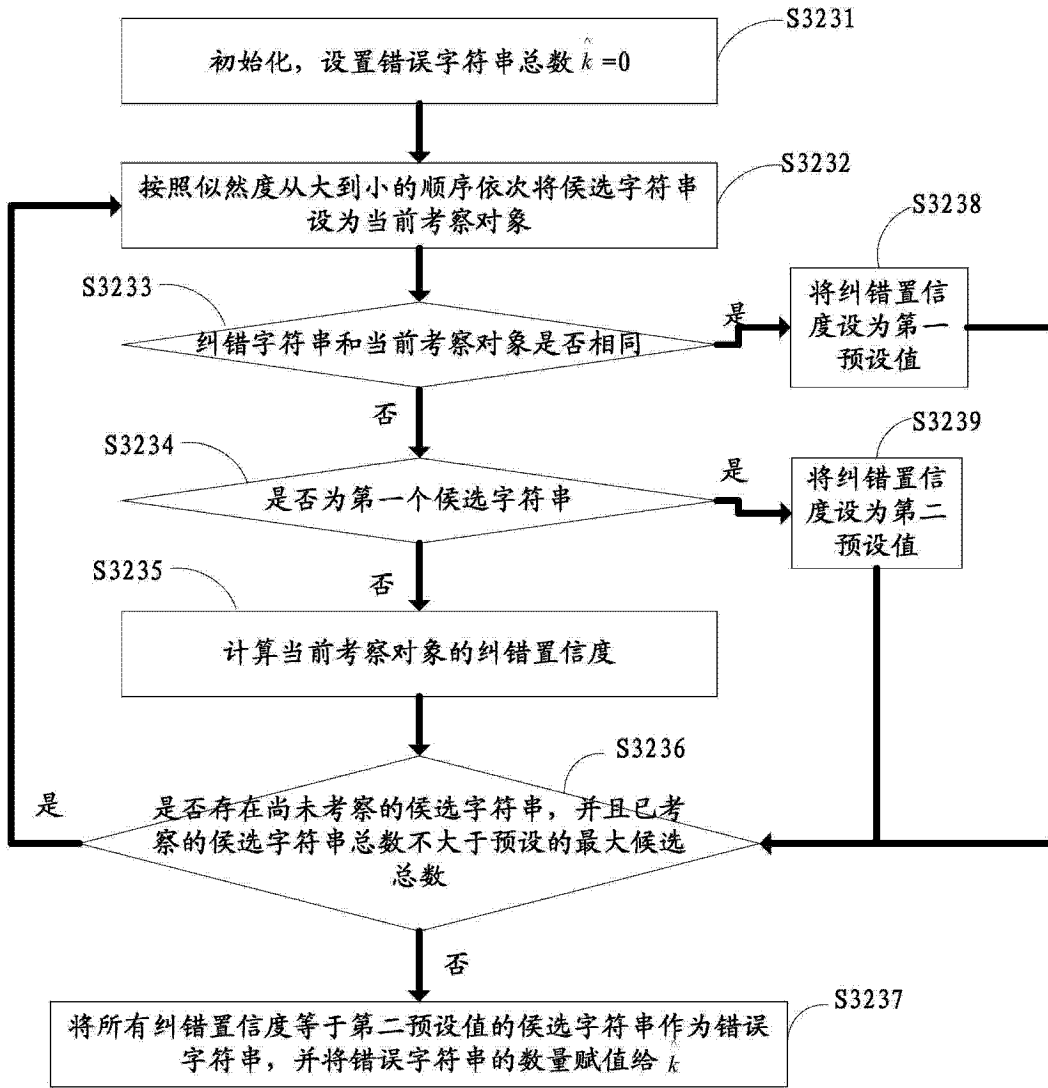 S3231
初始化，设置错误字符串总数 k̂ =0
S3232
按照似然度从大到小的顺序依次将侯选字符串
设为当前考察对象
S3238
将纠错置信
度设为第一
预设值
S3233
纠错字符串和当前考察对象是否相同
是
否
S3239
将纠错置信
度设为第二
预设值
S3234
是否为第一个候选字符串
是
否
S3235
计算当前考察对象的纠错置信度
S3236
是否存在尚未考察的侯选字符串，并且已考
察的侯选字符串总数不大于预设的最大候选
总数
是
否
S3237
将所有纠错置信度等于第二预设值的候选字符串作为错误
字符串，并将错误字符串的数量赋值给 k̂